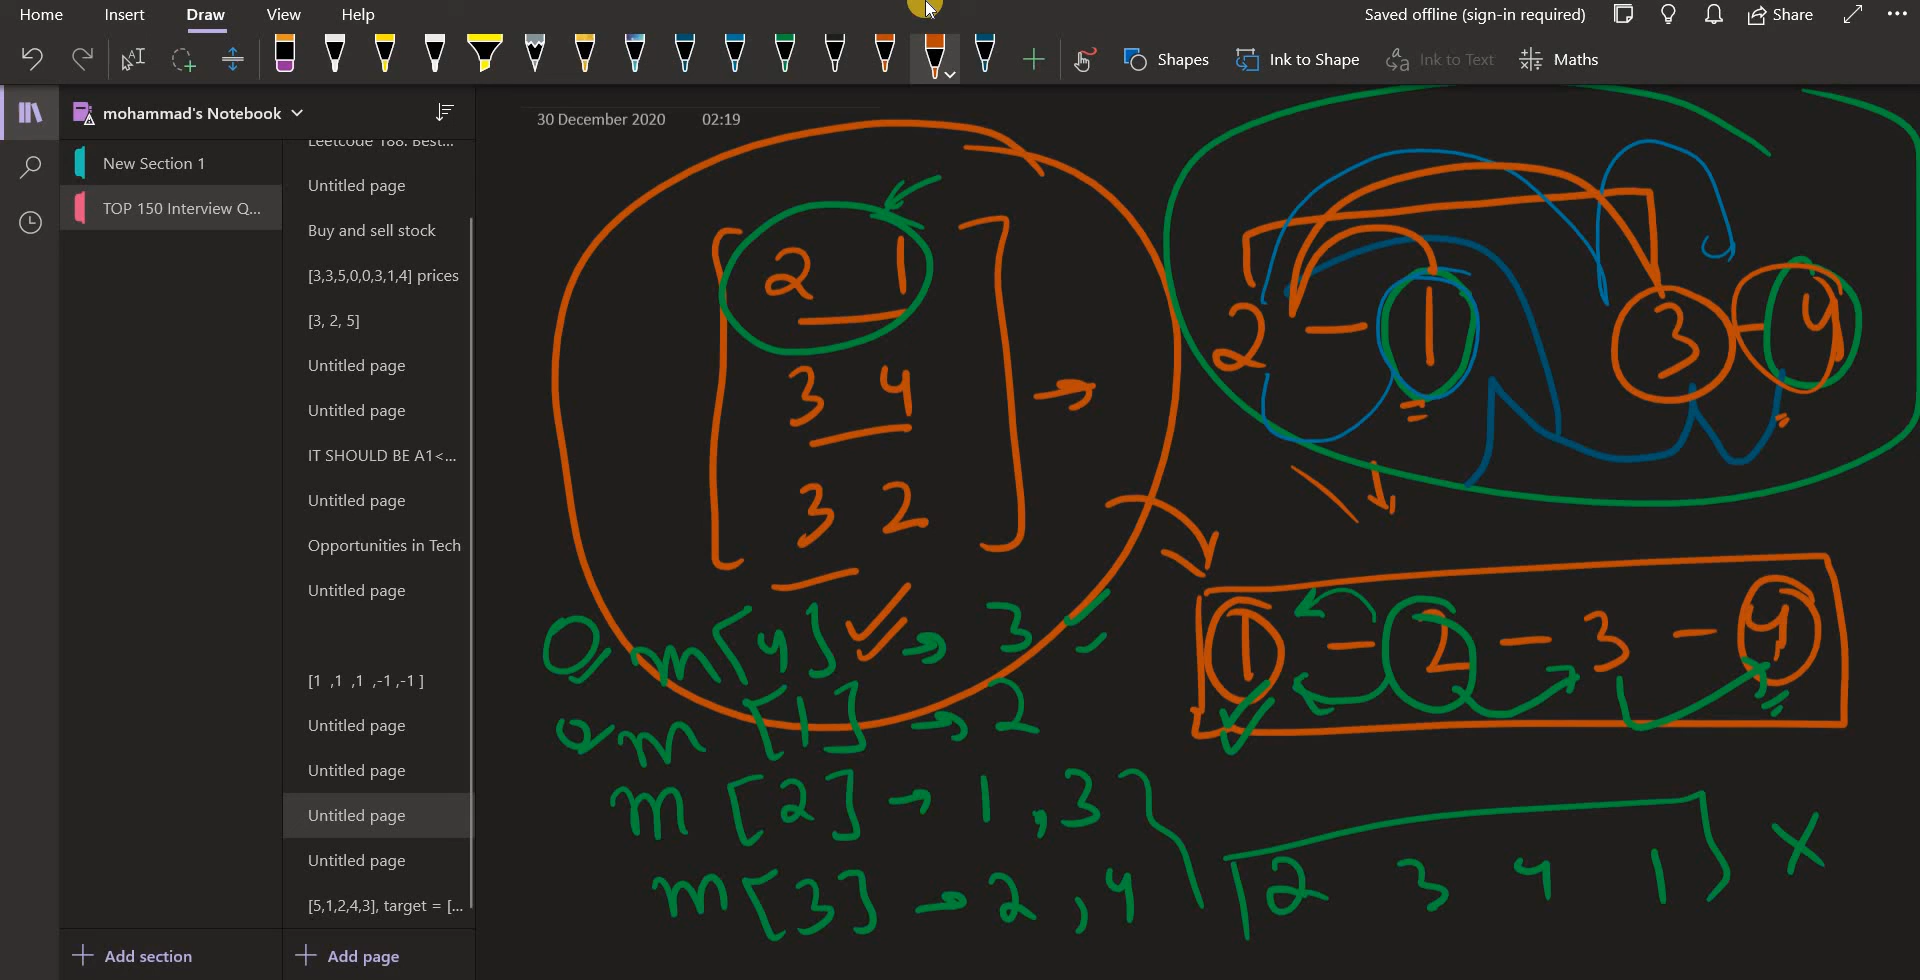 Home Insert Draw View Help Saved offline (sign-in required) Share
Shapes Ink to Shape Ink to Text Maths
mohammad's Notebook
New Section 1
TOP 150 Interview Q...
Leetcode 188. Best...
Untitled page
Buy and sell stock
[3,3,5,0,0,3,1,4] prices
[3, 2, 5]
Untitled page
Untitled page
IT SHOULD BE A1<...
Untitled page
Opportunities in Tech
Untitled page
[1 ,1 ,1 ,-1 ,-1 ]
Untitled page
Untitled page
Untitled page
Untitled page
[5,1,2,4,3], target = [...
Add section
Add page
30 December 2020 02:19
2 1
3 4
3 2
2 - 1 3 - 4
1 - 2 - 3 - 4
m[4] → 3
m[1] → 2
m[2] → 1, 3
m[3] → 2, 4
[2 3 4 1] X